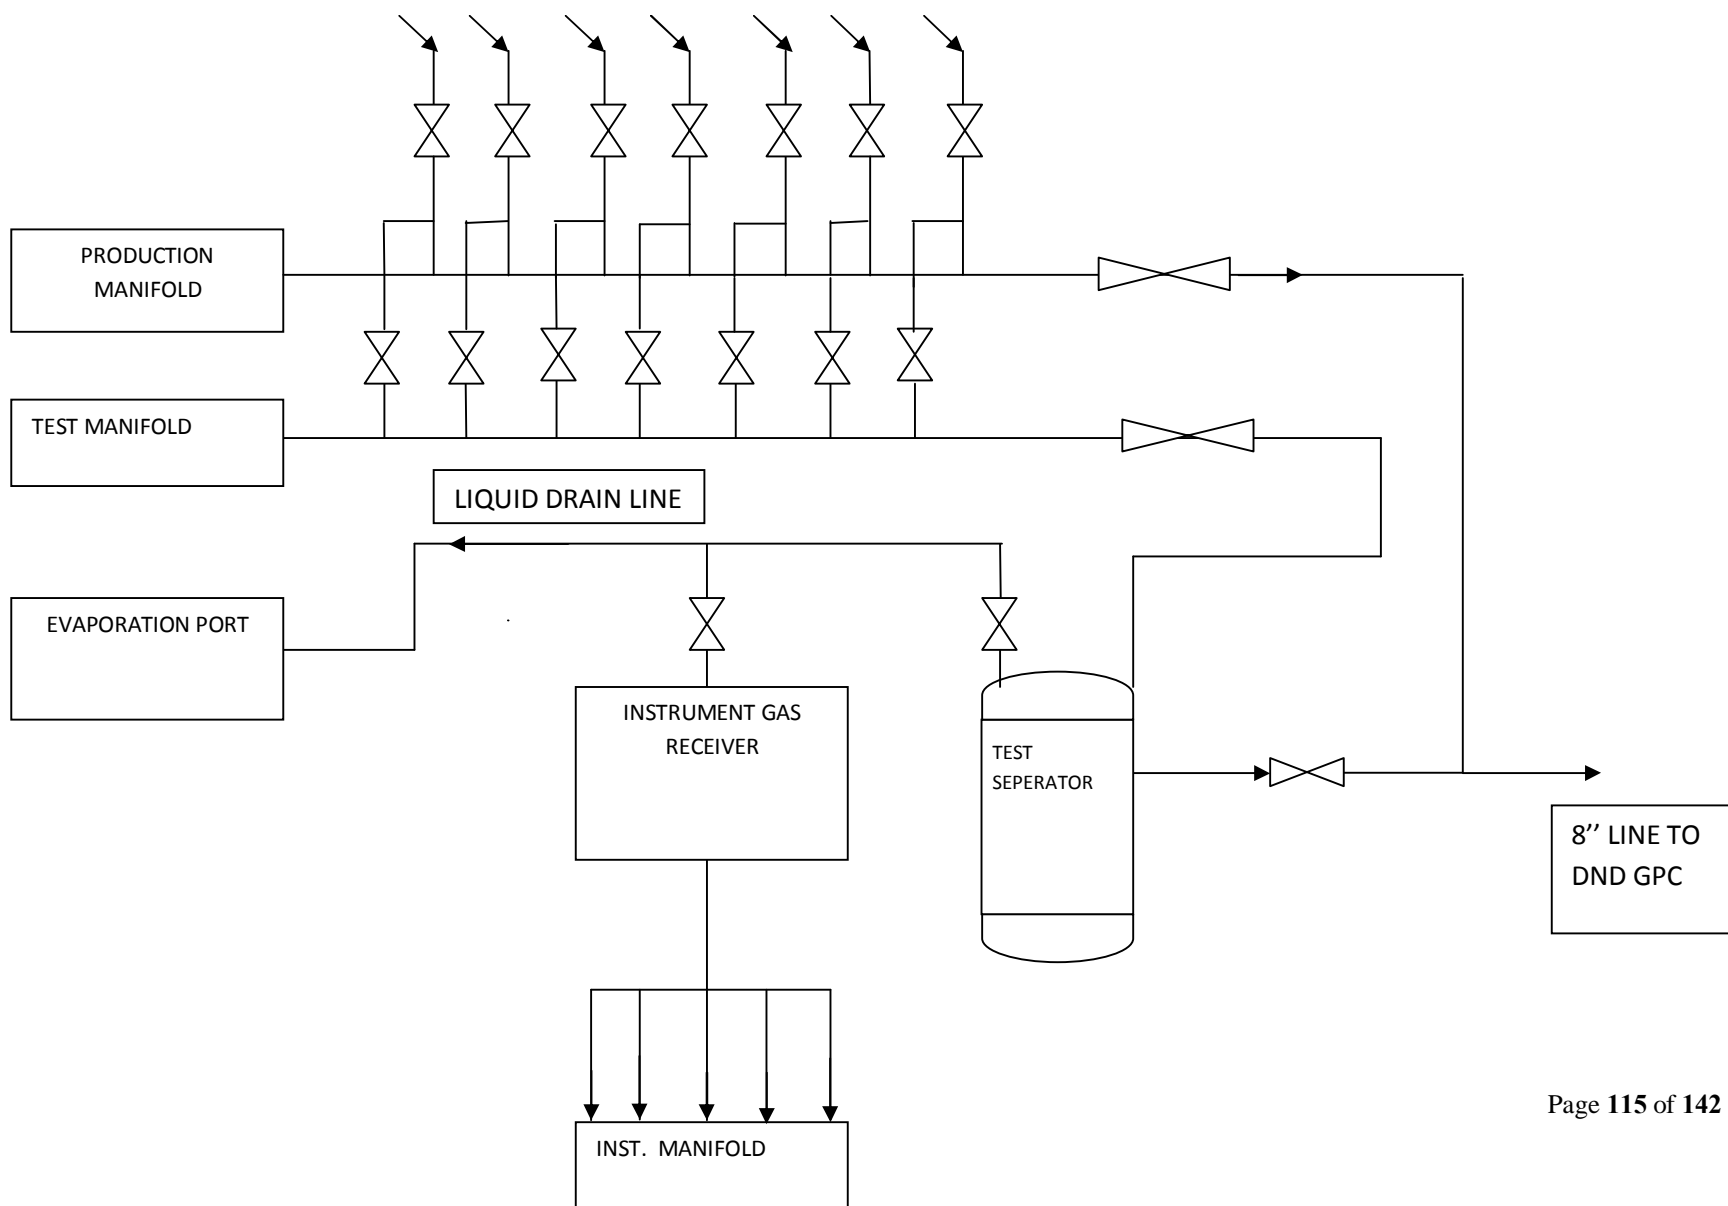 PRODUCTION
MANIFOLD
TEST MANIFOLD
LIQUID DRAIN LINE
EVAPORATION PORT
INSTRUMENT GAS
RECEIVER
TEST
SEPERATOR
8’’ LINE TO
DND GPC
Page 115 of 142
INST.  MANIFOLD